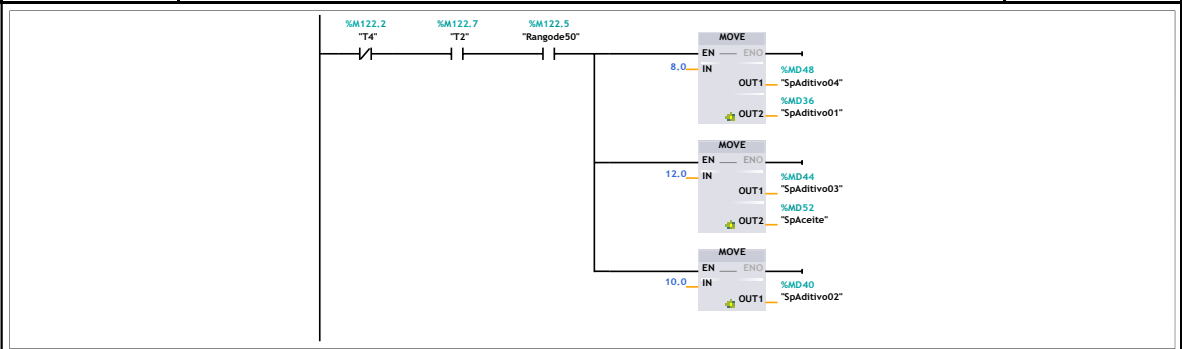 %M122.2 %M122.7 %M122.5
"T4" "T2" "Rangode50"
MOVE
EN ENO
8.0 IN %MD48
OUT1 "SpAditivo04"
%MD36
OUT2 "SpAditivo01"
MOVE
EN ENO
12.0 IN %MD44
OUT1 "SpAditivo03"
%MD52
OUT2 "SpAceite"
MOVE
EN ENO
10.0 IN %MD40
OUT1 "SpAditivo02"